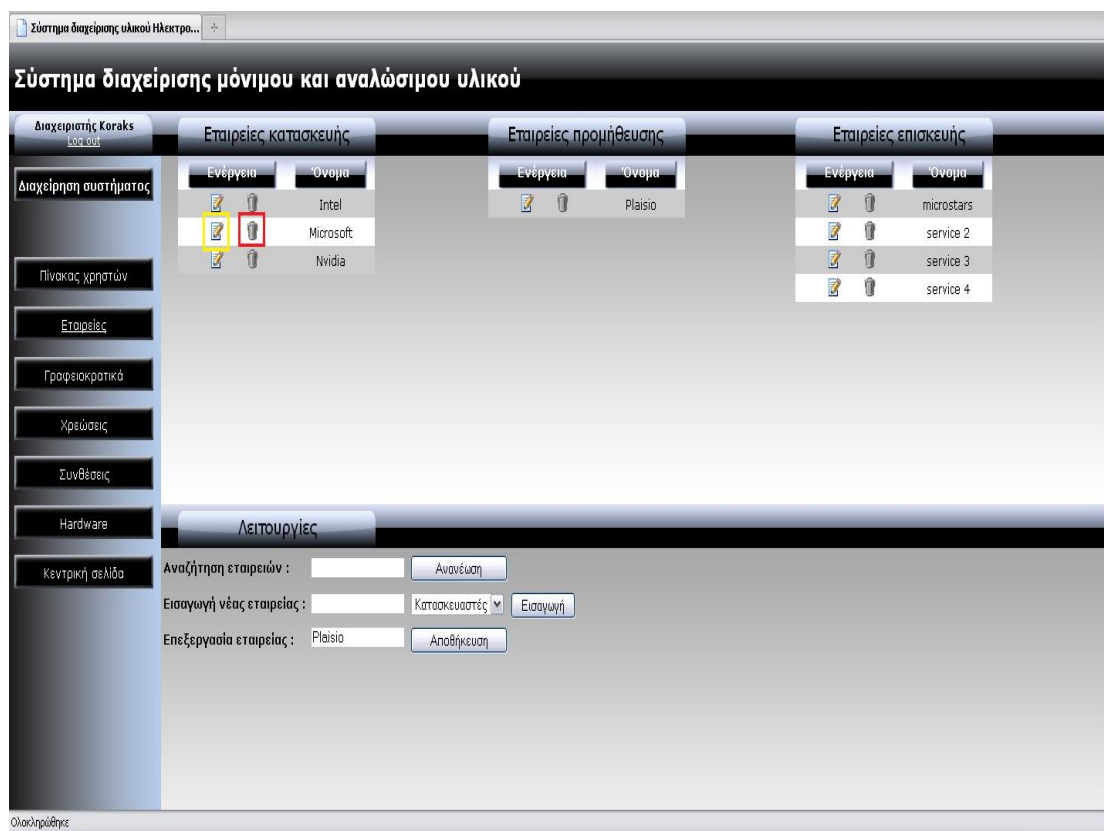 Σύστημα διαχείρισης υλικού Ηλεκτρο...
Σύστημα διαχείρισης μόνιμου και αναλώσιμου υλικού
Διαχειριστής Koraks
Log out
Διαχείρηση συστήματος
Πίνακας χρηστών
Εταιρείες
Γραφειοκρατικά
Χρεώσεις
Συνθέσεις
Hardware
Κεντρική σελίδα
Εταιρείες κατασκευής
Ενέργεια Όνομα
Intel
Microsoft
Nvidia
Εταιρείες προμήθευσης
Ενέργεια Όνομα
Plaisio
Εταιρείες επισκευής
Ενέργεια Όνομα
microstars
service 2
service 3
service 4
Λειτουργίες
Αναζήτηση εταιρειών : Ανανέωση
Εισαγωγή νέας εταιρείας : Κατασκευαστές Εισαγωγή
Επεξεργασία εταιρείας : Plaisio Αποθήκευση
Ολοκληρώθηκε